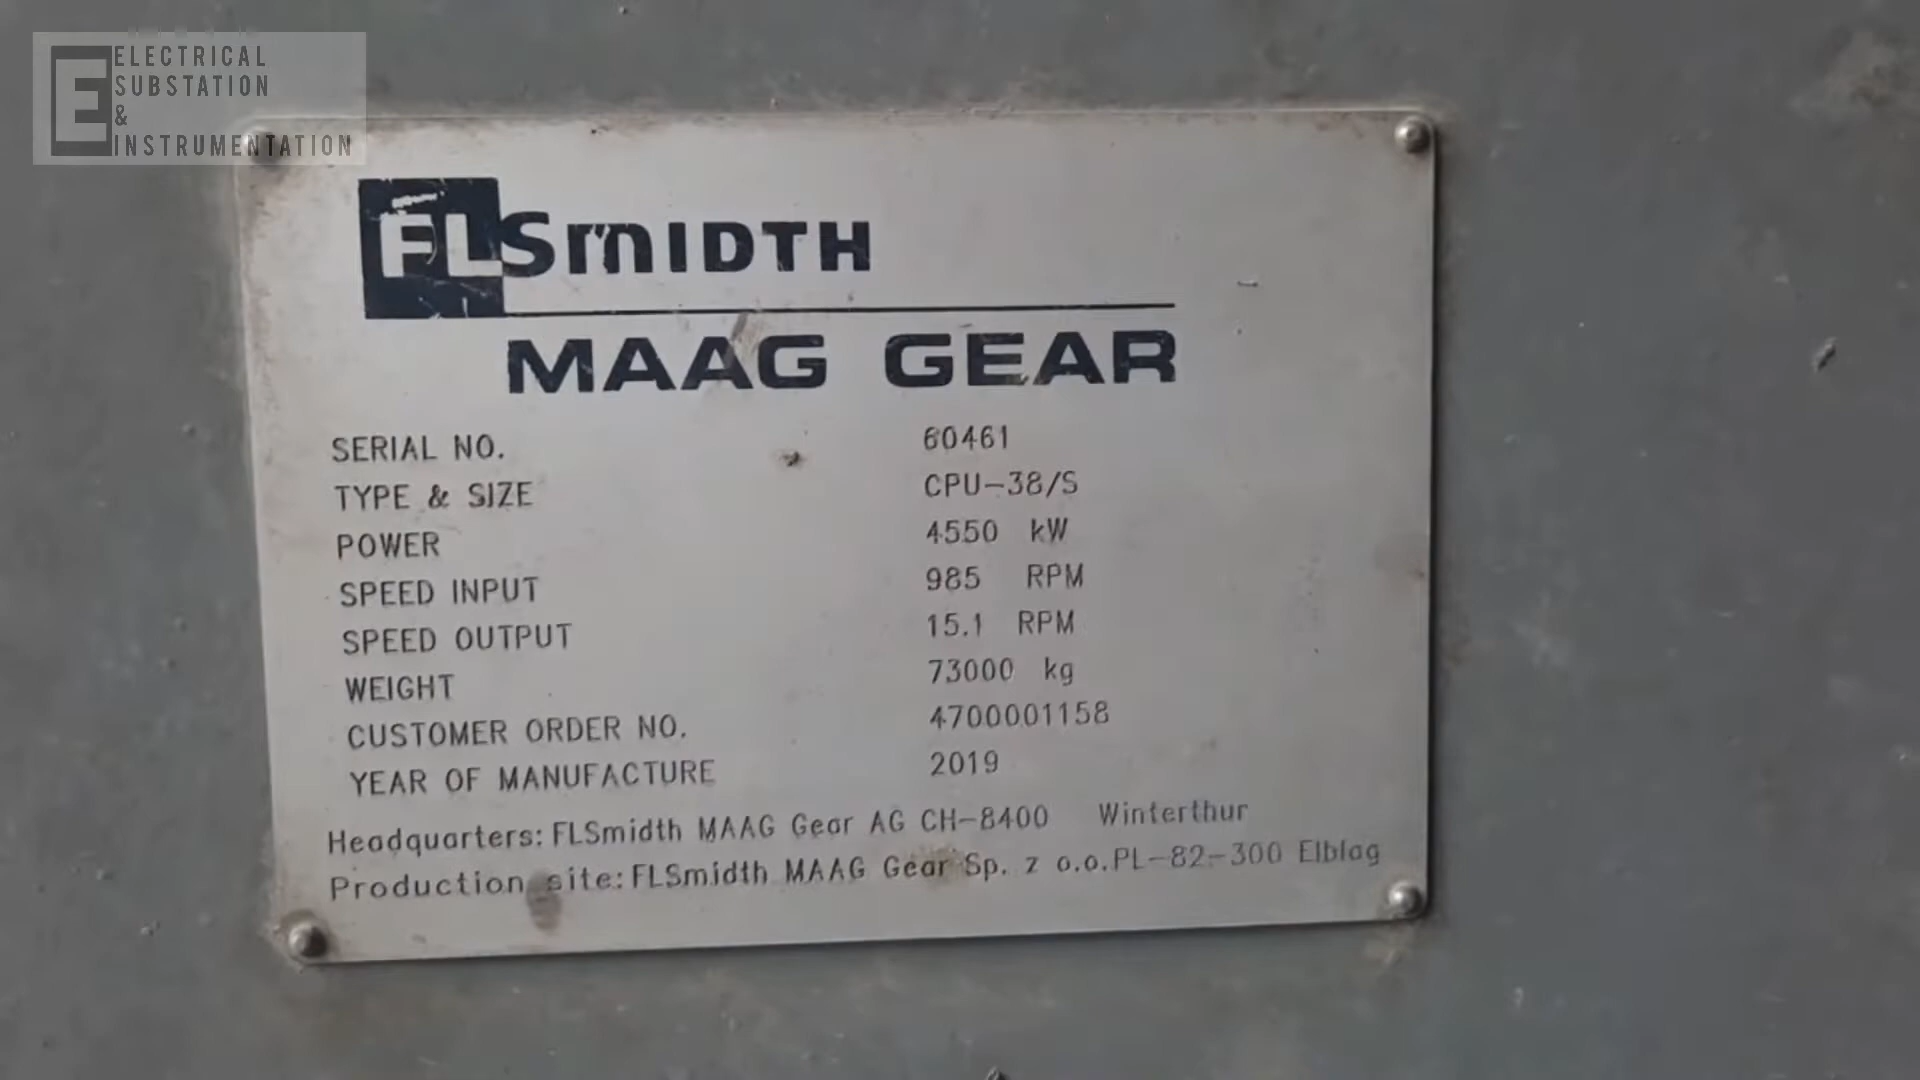 ELECTRICAL
SUBSTATION
&
INSTRUMENTATION
FLSMIDTH
MAAG GEAR
SERIAL NO. 60461
TYPE & SIZE CPU-38/S
POWER 4550 kW
SPEED INPUT 985 RPM
SPEED OUTPUT 15.1 RPM
WEIGHT 73000 kg
CUSTOMER ORDER NO. 4700001158
YEAR OF MANUFACTURE 2019
Headquarters: FLSmidth MAAG Gear AG CH-8400 Winterthur
Production site: FLSmidth MAAG Gear Sp. z o.o. PL-82-300 Elblag